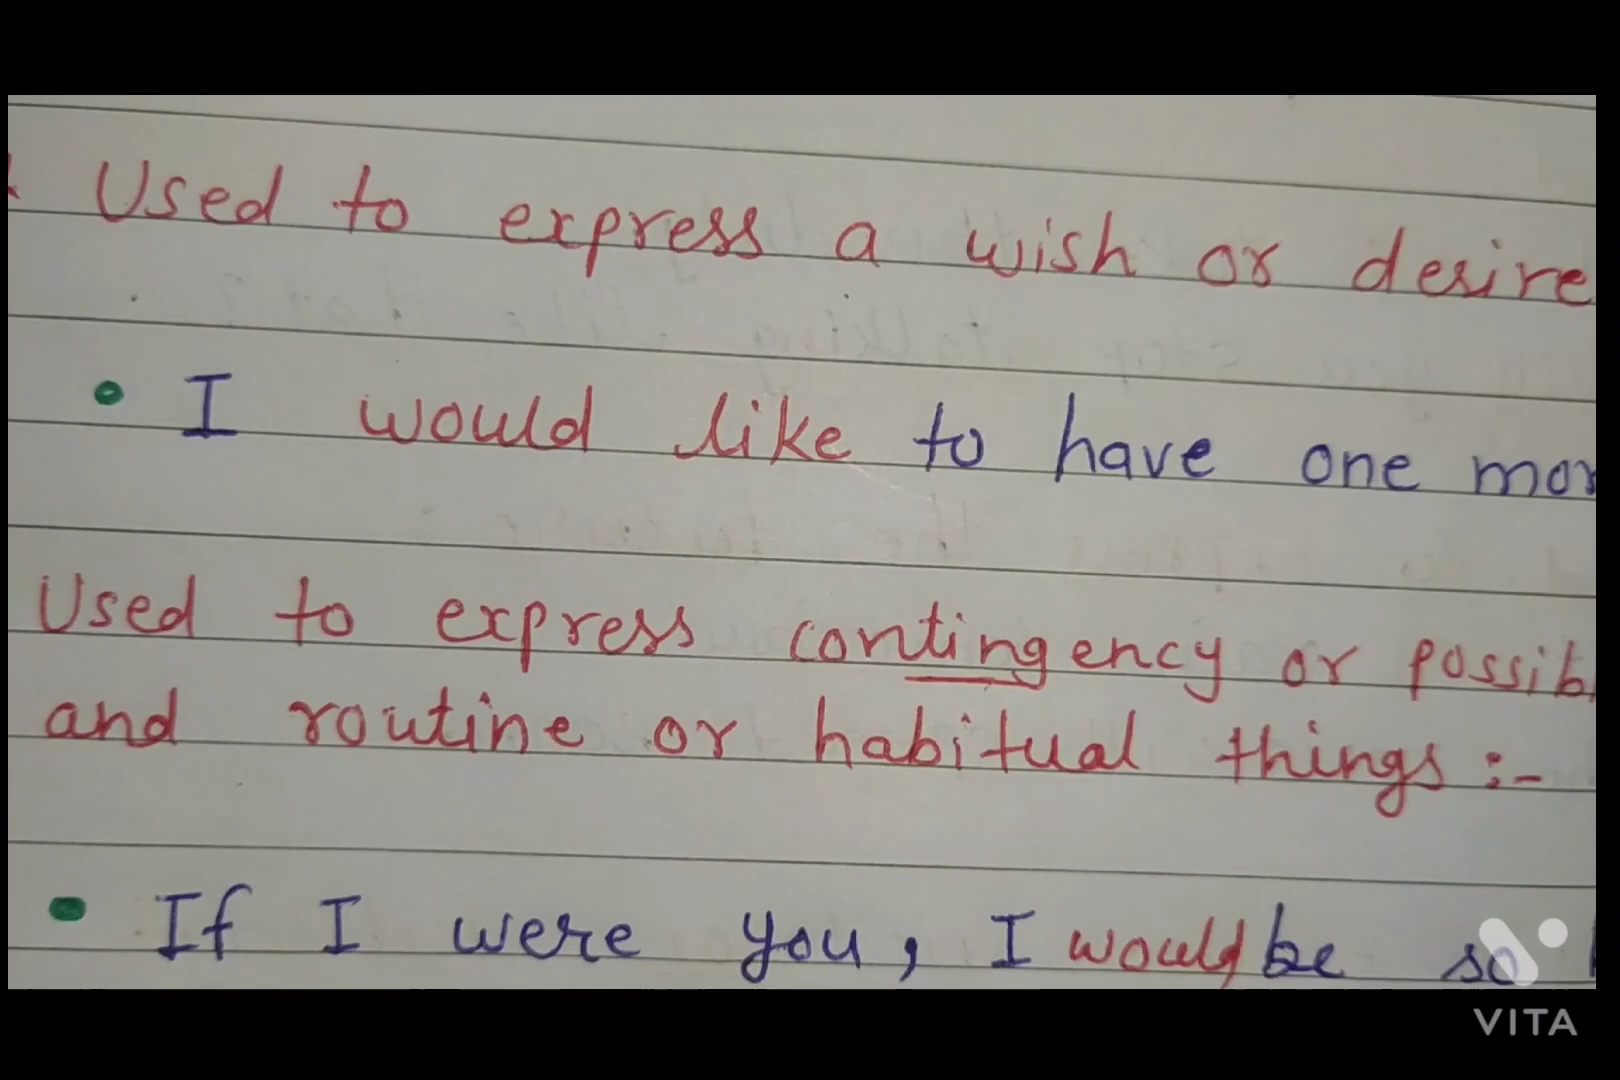 Used to express a wish or desire
• I would like to have one mor
Used to express contingency or possib
and routine or habitual things :-
• If I were you, I would be so
VITA